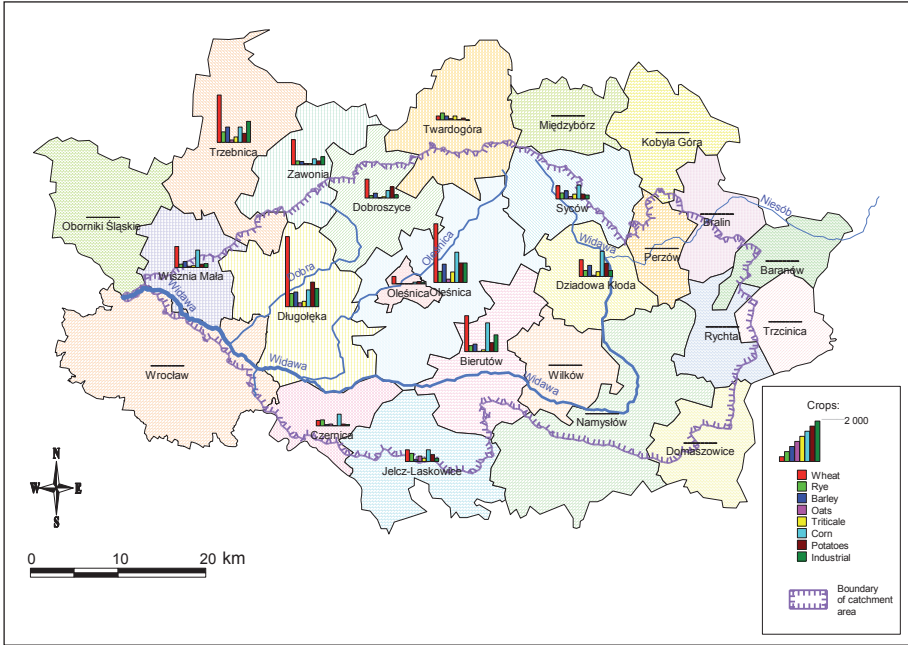 Trzebnica
Twardogóra
Międzybórz
Kobyla Góra
Zawonia
Dobroszyce
Syców
Niesób
Bralin
Oborniki Śląskie
Widawa
Perzów
Wisznia Mała
Dobra
Oleśnica
Baranów
Widawa
Oleśnica
Oleśnica
Dziadowa Kłoda
Długołęka
Rychtal
Trzcinica
Widawa
Bierutów
Wilków
Wrocław
Widawa
Namysłów
Czernica
Domaszowice
Jelcz-Laskowice
N
W E
S
0 10 20 km
Crops:
2 000
Wheat
Rye
Barley
Oats
Triticale
Corn
Potatoes
Industrial
Boundary
of catchment
area